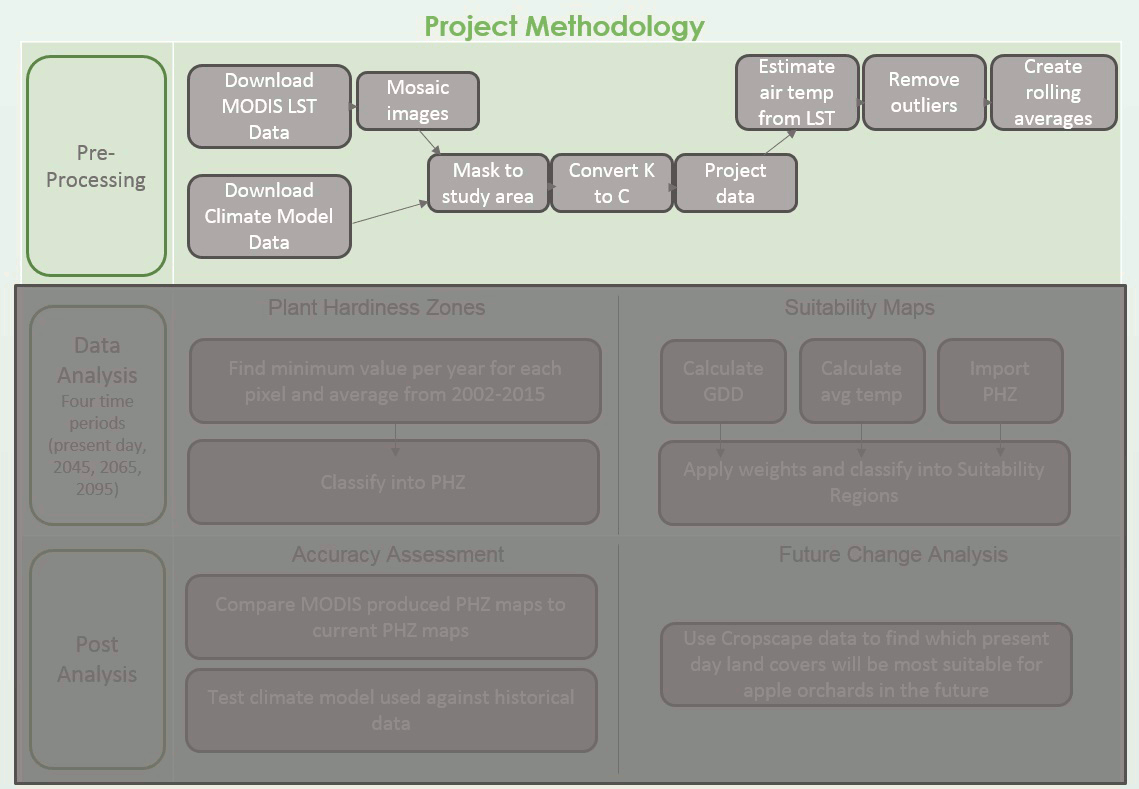 Project Methodology
Pre-
Processing
Download
MODIS LST
Data
Mosaic
images
Download
Climate Model
Data
Mask to
study area
Convert K
to C
Project
data
Estimate
air temp
from LST
Remove
outliers
Create
rolling
averages
Data
Analysis
Four time
periods
(present day,
2045, 2065,
2095)
Plant Hardiness Zones
Find minimum value per year for each
pixel and average from 2002-2015
Classify into PHZ
Suitability Maps
Calculate
GDD
Calculate
avg temp
Import
PHZ
Apply weights and classify into Suitability
Regions
Post
Analysis
Accuracy Assessment
Compare MODIS produced PHZ maps to
current PHZ maps
Test climate model used against historical
data
Future Change Analysis
Use Cropscape data to find which present
day land covers will be most suitable for
apple orchards in the future